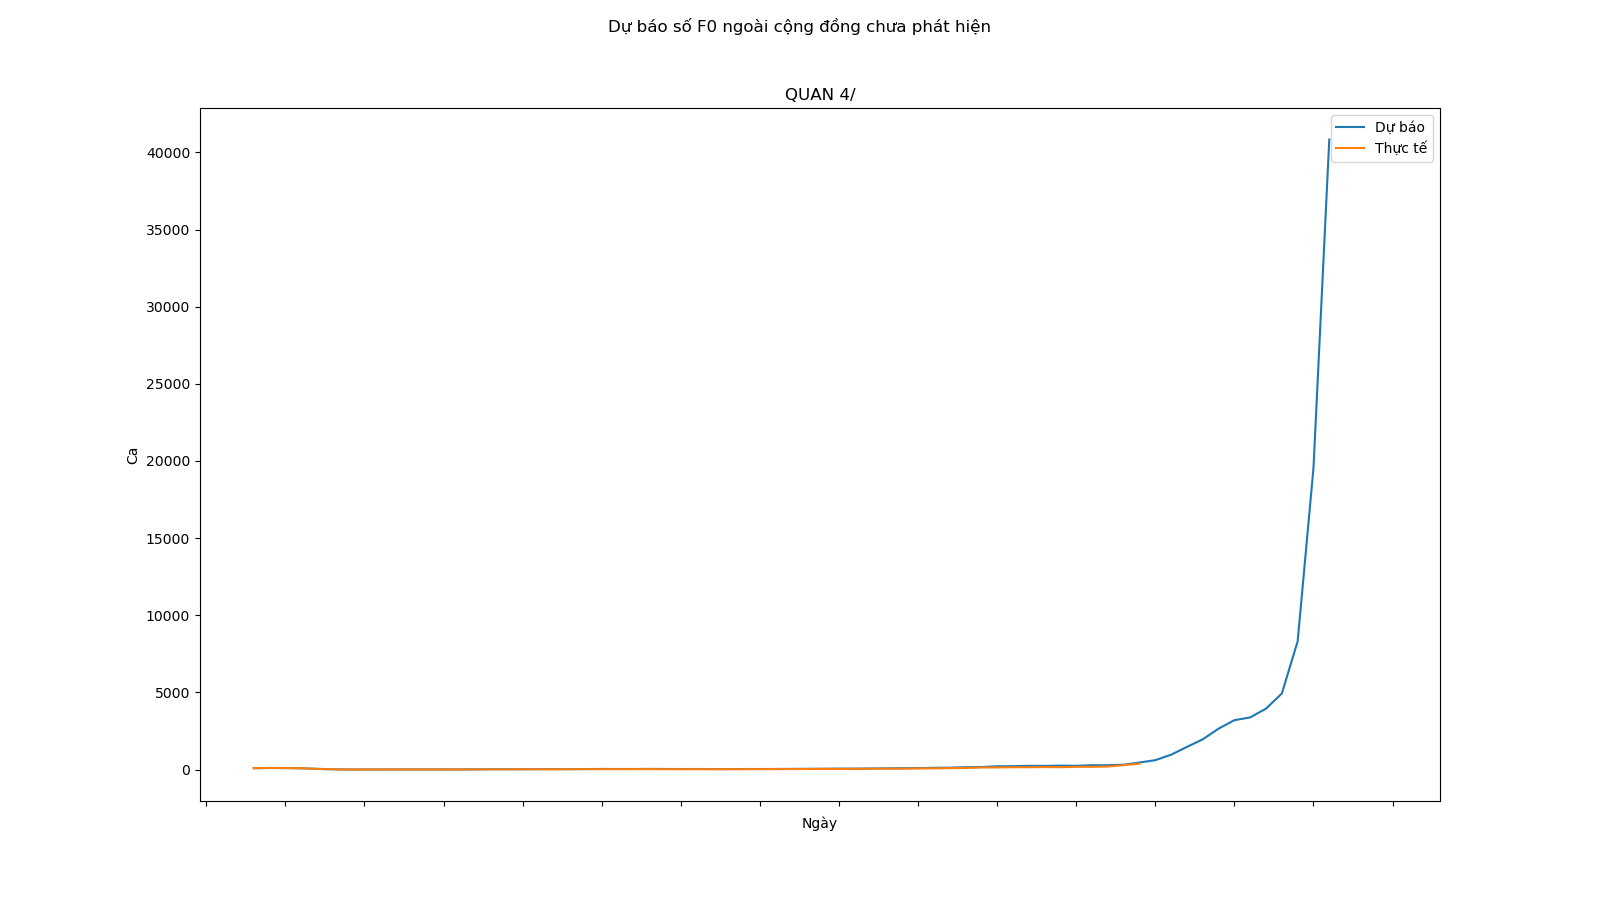 Dự báo số F0 ngoài cộng đồng chưa phát hiện
QUAN 4/
Dự báo
Thực tế
40000
35000
30000
25000
20000
15000
10000
5000
0
Ca
Ngày